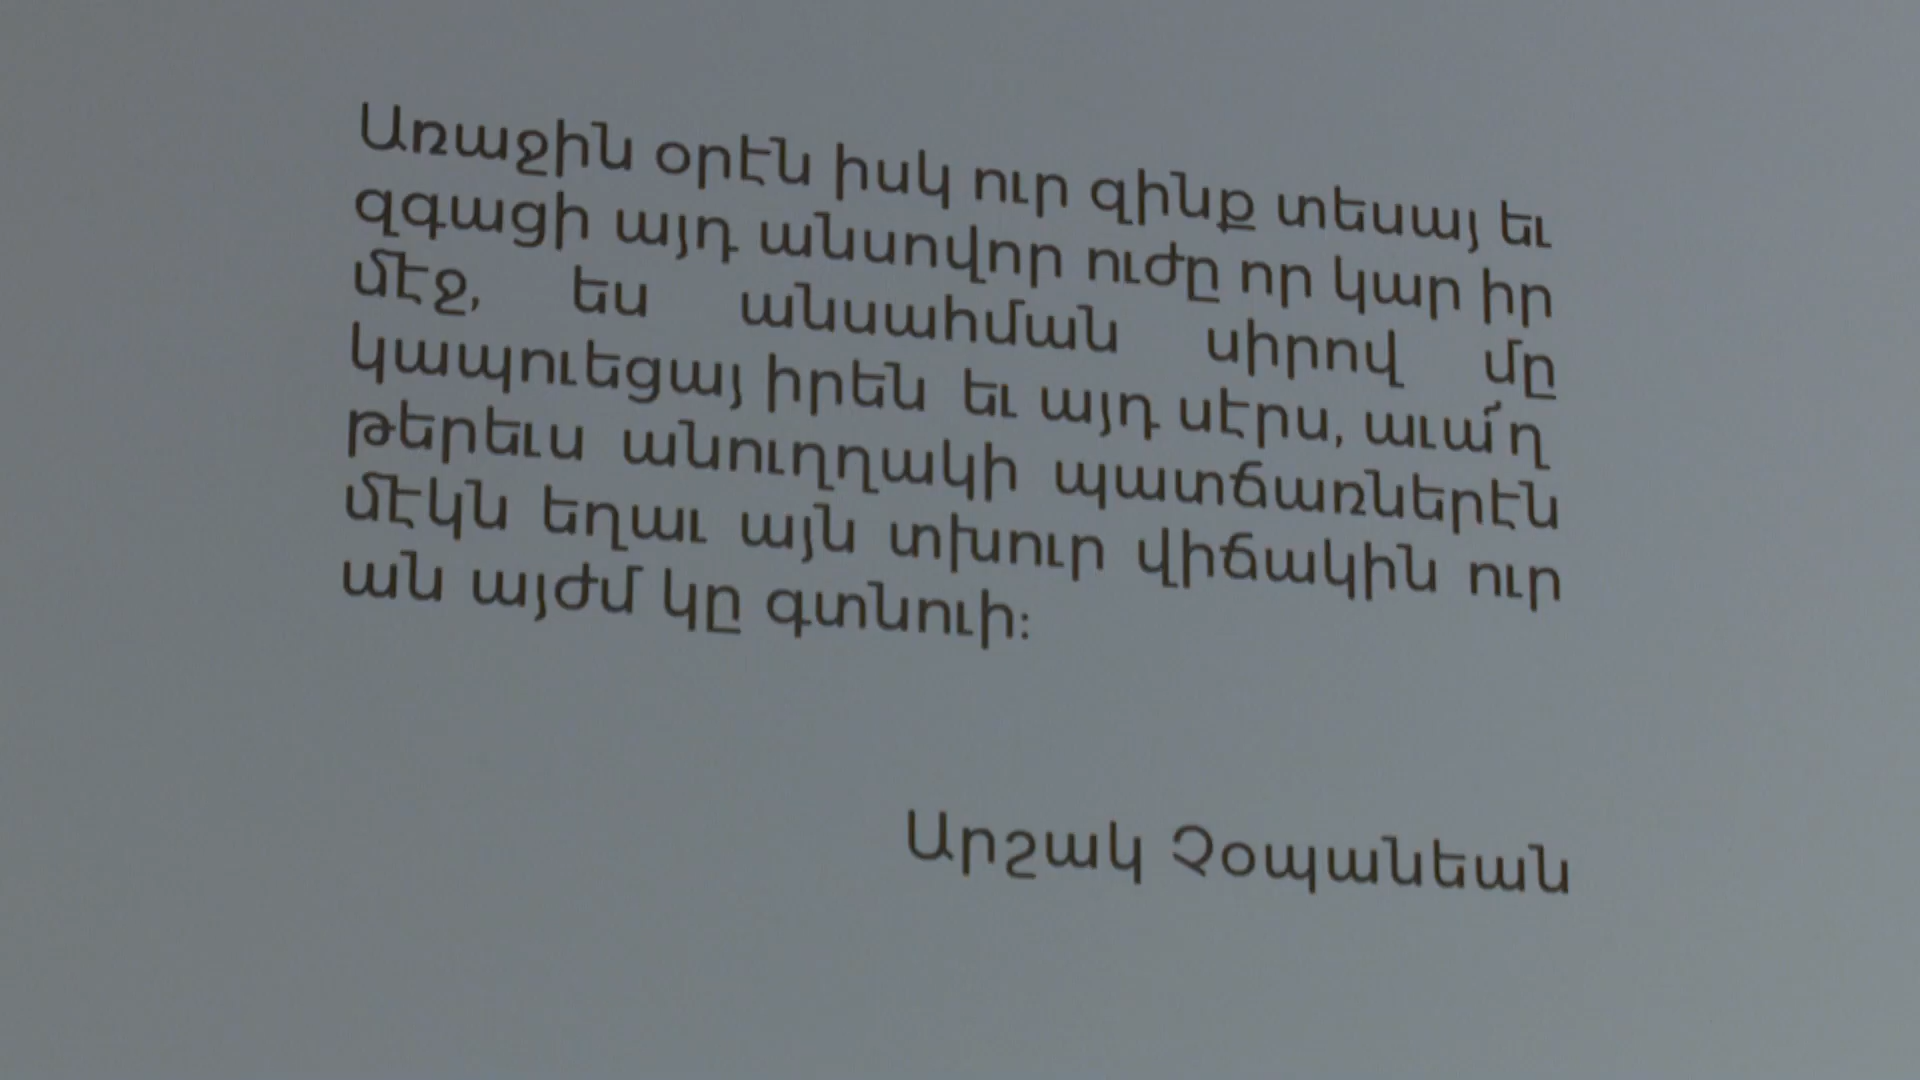 Առաջին օրէն իսկ ուր զինք տեսայ եւ
զգացի այդ անսովոր ուժը որ կար իր
մէջ, ես անսահման սիրով մը
կապուեցայ իրեն եւ այդ սէրս, աւա՜ղ
թերեւս անուղղակի պատճառներէն
մէկն եղաւ այն տխուր վիճակին ուր
ան այժմ կը գտնուի։
Արշակ Չօպանեան